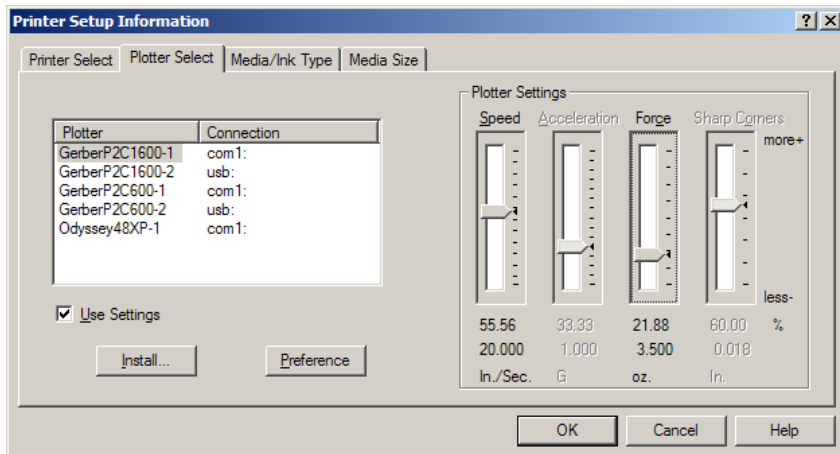 Printer Setup Information
Printer Select Plotter Select Media/Ink Type Media Size
Plotter Connection
GerberP2C1600-1 com1:
GerberP2C1600-2 usb:
GerberP2C600-1 com1:
GerberP2C600-2 usb:
Odyssey48XP-1 com1:
Use Settings
Install... Preference
Plotter Settings
Speed Acceleration Force Sharp Corners
more+
less-
55.56 33.33 21.88 60.00 %
20.000 1.000 3.500 0.018
In./Sec. G oz. In.
OK Cancel Help